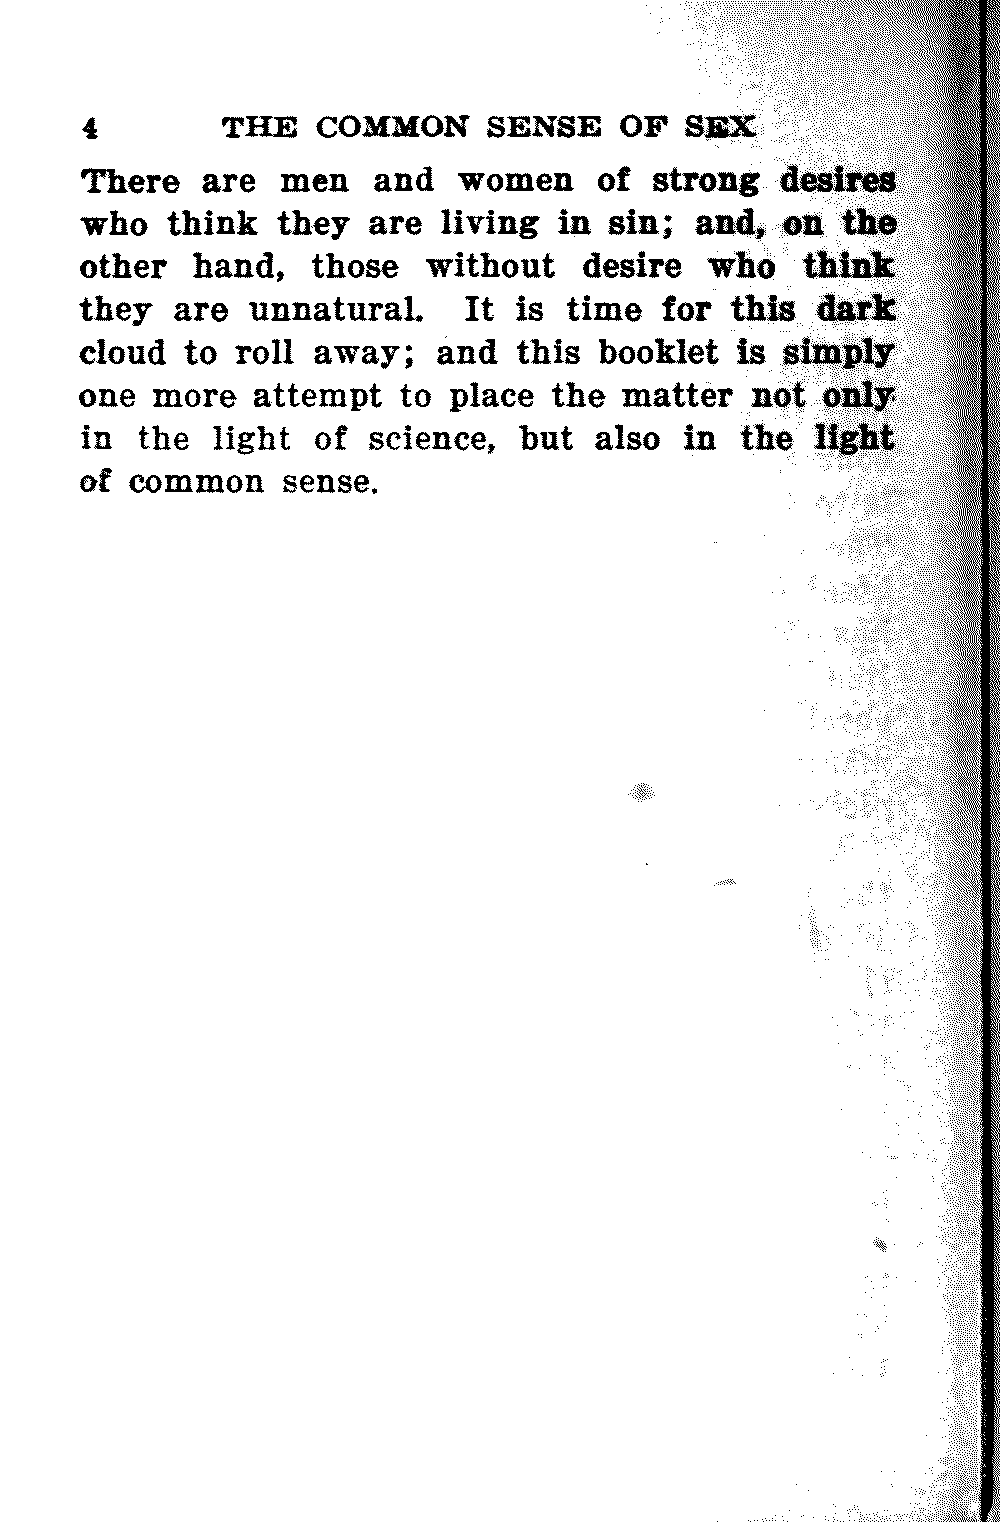 4 THE COMMON SENSE OF SEX
There are men and women of strong desires
who think they are living in sin; and, on the
other hand, those without desire who think
they are unnatural. It is time for this dark
cloud to roll away; and this booklet is simply
one more attempt to place the matter not only
in the light of science, but also in the light
of common sense.